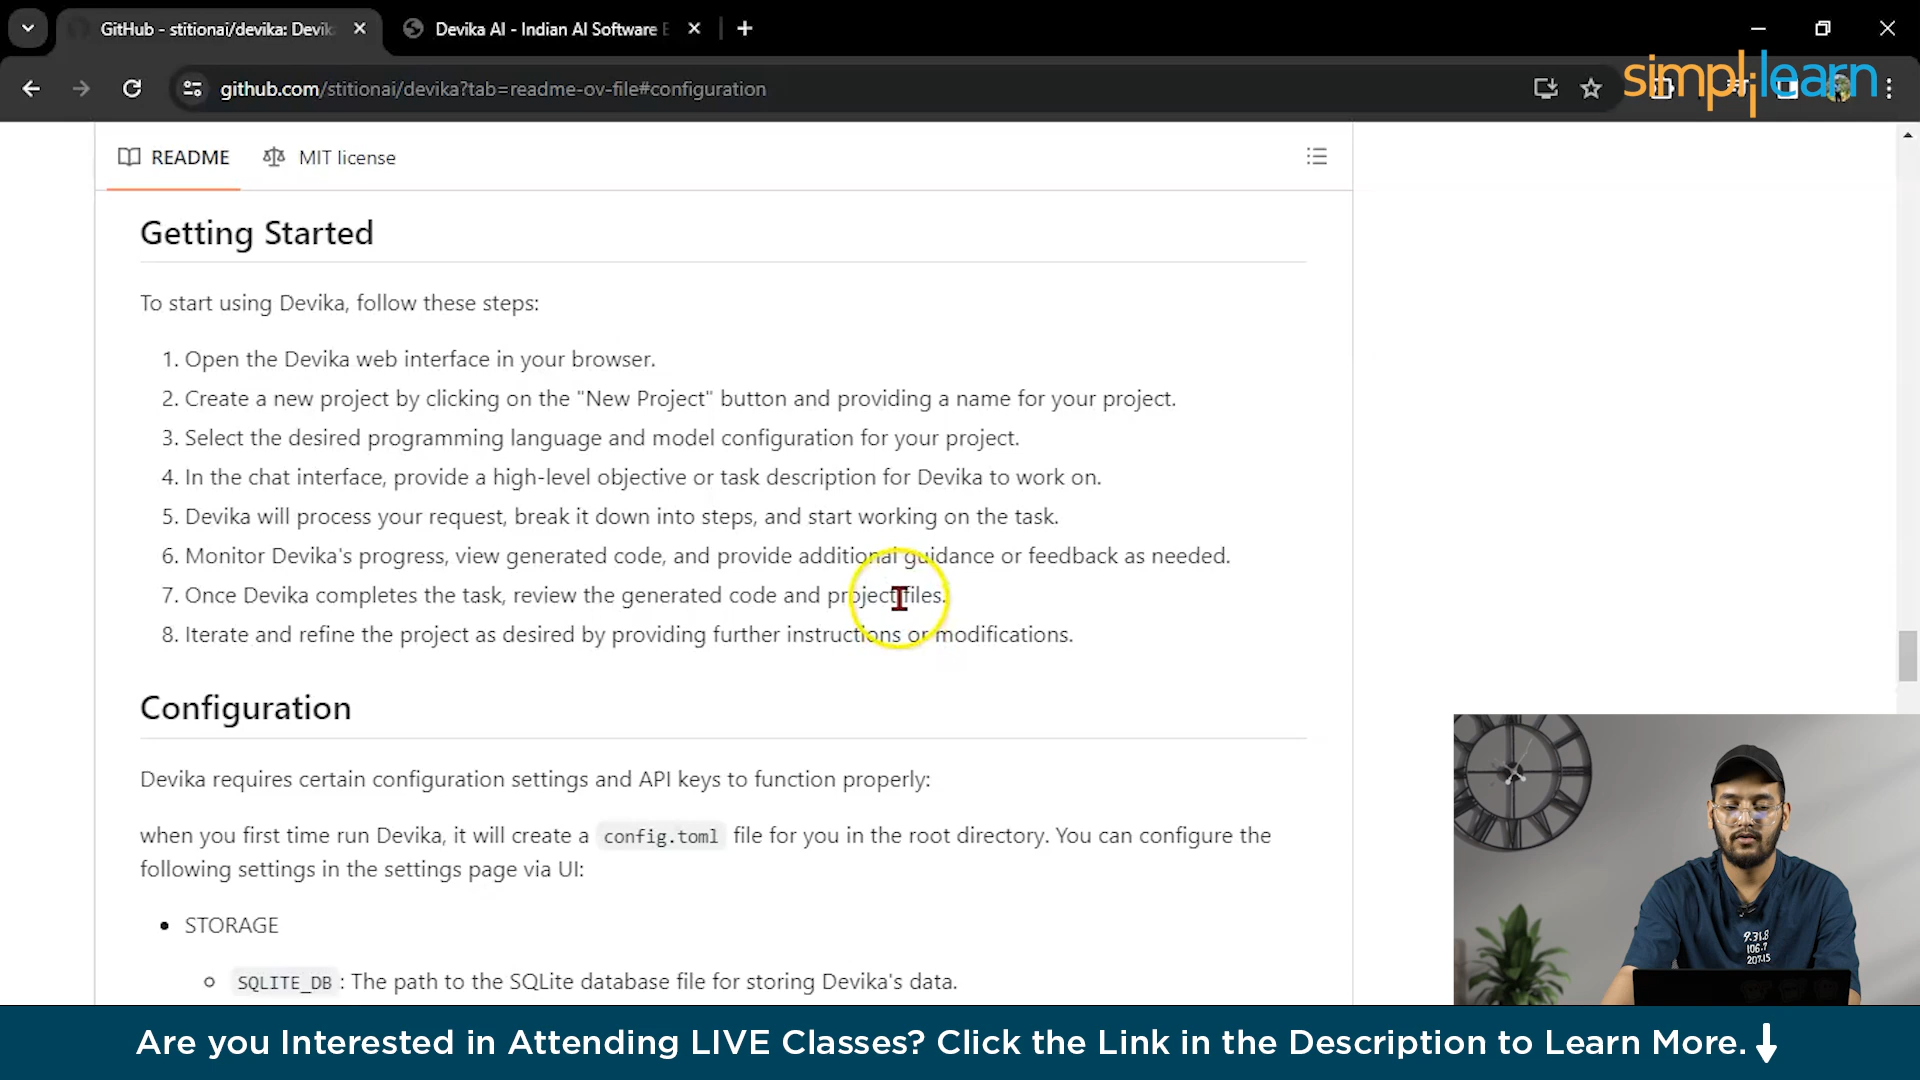 GitHub - stitionai/devika: Devik
Devika AI - Indian AI Software E
github.com/stitionai/devika?tab=readme-ov-file#configuration
simplilearn
README
MIT license
Getting Started
To start using Devika, follow these steps:
1. Open the Devika web interface in your browser.
2. Create a new project by clicking on the "New Project" button and providing a name for your project.
3. Select the desired programming language and model configuration for your project.
4. In the chat interface, provide a high-level objective or task description for Devika to work on.
5. Devika will process your request, break it down into steps, and start working on the task.
6. Monitor Devika's progress, view generated code, and provide additional guidance or feedback as needed.
7. Once Devika completes the task, review the generated code and project files.
8. Iterate and refine the project as desired by providing further instructions or modifications.
Configuration
Devika requires certain configuration settings and API keys to function properly:
when you first time run Devika, it will create a config.toml file for you in the root directory. You can configure the
following settings in the settings page via UI:
STORAGE
SQLITE_DB : The path to the SQLite database file for storing Devika's data.
9.31.8
106.7
207.15
Are you Interested in Attending LIVE Classes? Click the Link in the Description to Learn More.